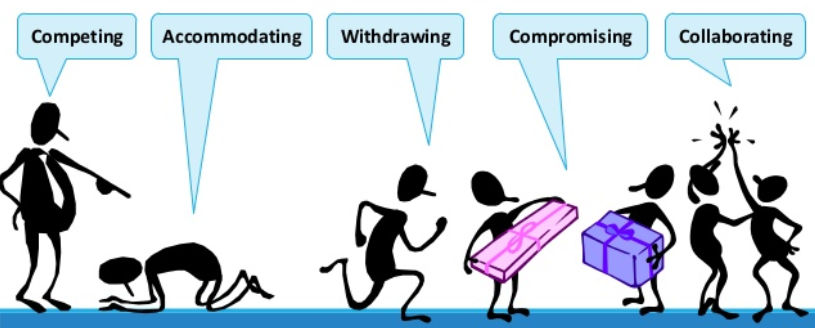 Competing
Accommodating
Withdrawing
Compromising
Collaborating